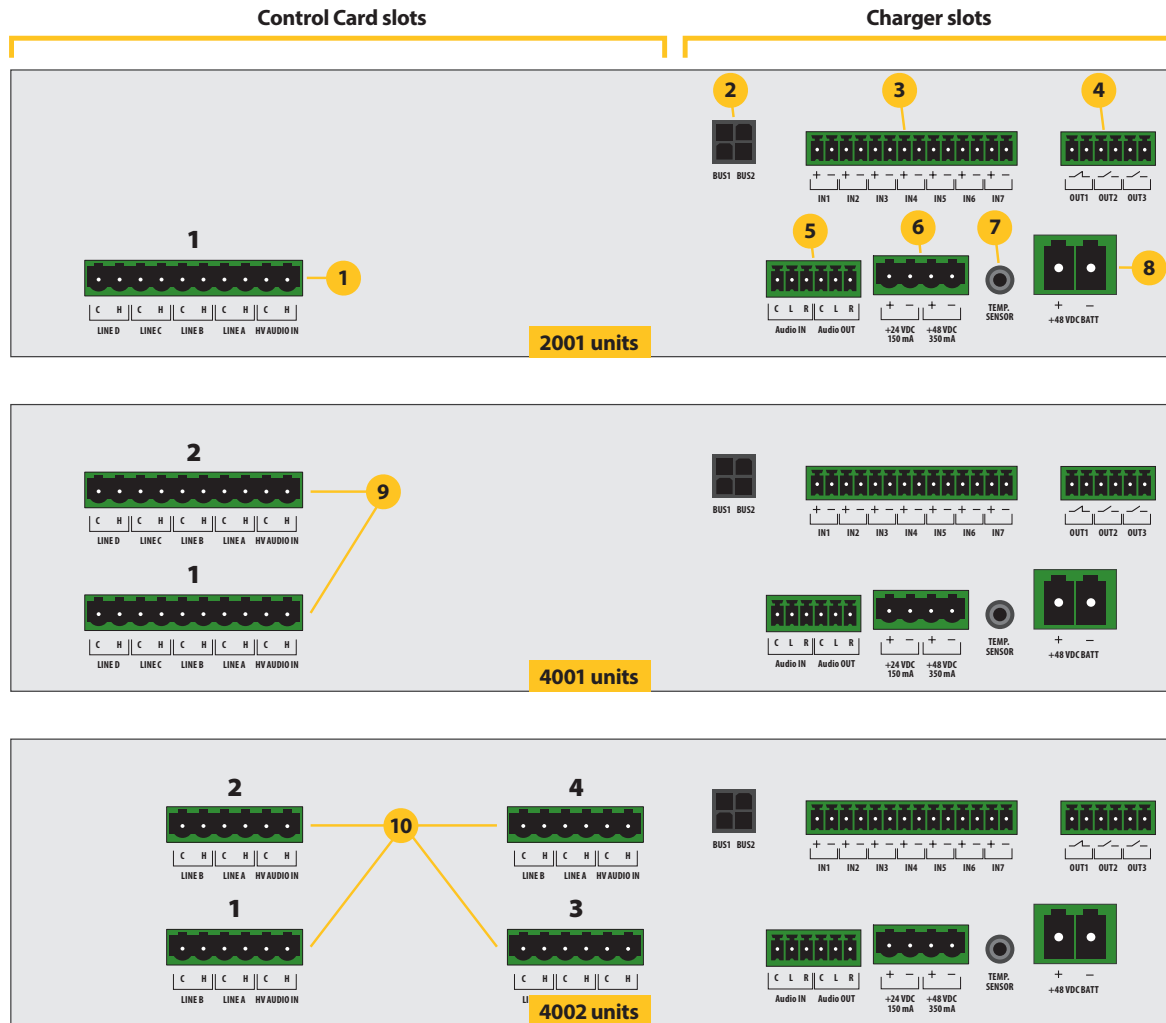 Control Card slots
Charger slots
2
3
4
BUS1 BUS2
+ - + - + - + - + - + - + -
IN1 IN2 IN3 IN4 IN5 IN6 IN7
OUT1 OUT2 OUT3
1
1
5
6
7
8
C H C H C H C H C H
LINE D LINE C LINE B LINE A HV AUDIO IN
C L R C L R
Audio IN Audio OUT
+ - + -
+24 VDC +48 VDC
150 mA 350 mA
TEMP.
SENSOR
+ -
+48 VDC BATT
2001 units
2
9
C H C H C H C H C H
LINE D LINE C LINE B LINE A HV AUDIO IN
BUS1 BUS2
+ - + - + - + - + - + - + -
IN1 IN2 IN3 IN4 IN5 IN6 IN7
OUT1 OUT2 OUT3
1
C H C H C H C H C H
LINE D LINE C LINE B LINE A HV AUDIO IN
C L R C L R
Audio IN Audio OUT
+ - + -
+24 VDC +48 VDC
150 mA 350 mA
TEMP.
SENSOR
+ -
+48 VDC BATT
4001 units
2
4
10
C H C H C H
LINE B LINE A HV AUDIO IN
C H C H C H
LINE B LINE A HV AUDIO IN
BUS1 BUS2
+ - + - + - + - + - + - + -
IN1 IN2 IN3 IN4 IN5 IN6 IN7
OUT1 OUT2 OUT3
1
3
C H C H C H
LINE B LINE A HV AUDIO IN
C H C H C H
C L R C L R
Audio IN Audio OUT
+ - + -
+24 VDC +48 VDC
150 mA 350 mA
TEMP.
SENSOR
+ -
+48 VDC BATT
4002 units